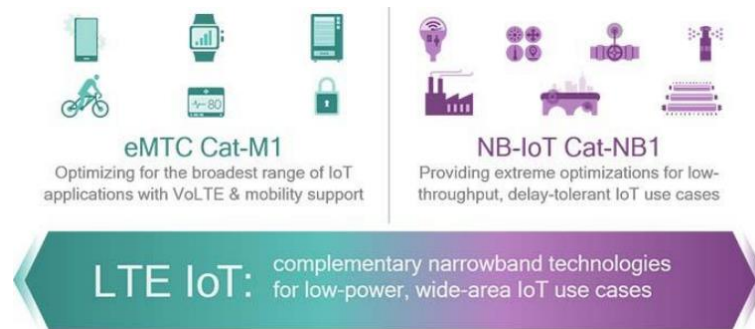 80
eMTC Cat-M1
Optimizing for the broadest range of IoT
applications with VoLTE & mobility support
NB-IoT Cat-NB1
Providing extreme optimizations for low-
throughput, delay-tolerant IoT use cases
LTE IoT:
complementary narrowband technologies
for low-power, wide-area IoT use cases